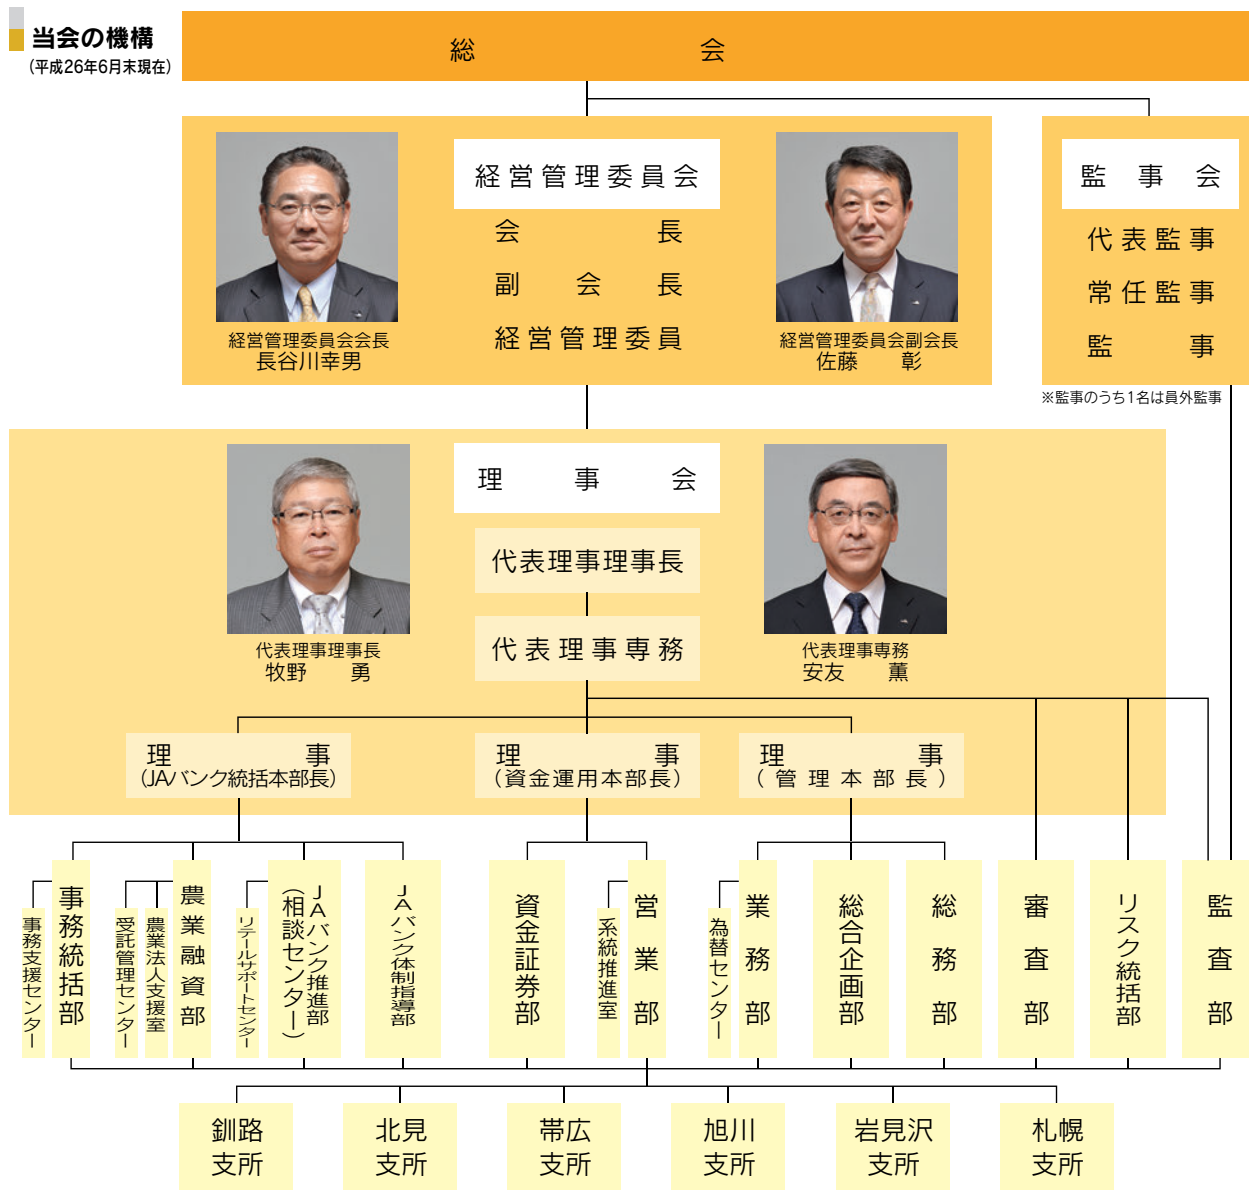 当会の機構
(平成26年6月末現在)
総会
経営管理委員会
会長
副会長
経営管理委員
経営管理委員会会長
長谷川幸男
経営管理委員会副会長
佐藤 彰
監事会
代表監事
常任監事
監事
※監事のうち1名は員外監事
理事会
代表理事理事長
代表理事専務
代表理事理事長
牧野 勇
代表理事専務
安友 薫
理事
(JAバンク統括本部長)
理事
(資金運用本部長)
理事
(管理本部長)
事務支援センター
事務統括部
受託管理センター
農業法人支援室
農業融資部
リテールサポートセンター
JAバンク推進部
(相談センター)
JAバンク体制指導部
資金証券部
系統推進室
営業部
為替センター
業務部
総合企画部
総務部
審査部
リスク統括部
監査部
釧路
支所
北見
支所
帯広
支所
旭川
支所
岩見沢
支所
札幌
支所